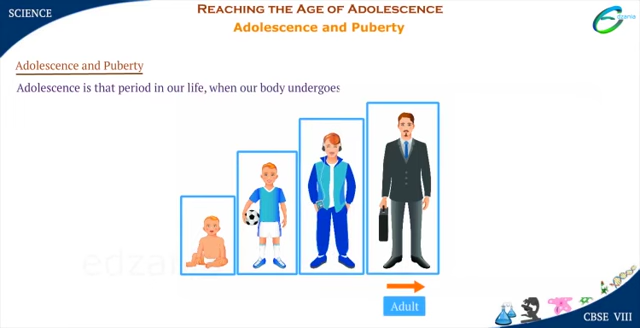 SCIENCE
REACHING THE AGE OF ADOLESCENCE
Adolescence and Puberty
edzania
Adolescence and Puberty
Adolescence is that period in our life, when our body undergoes
Adult
CBSE VIII